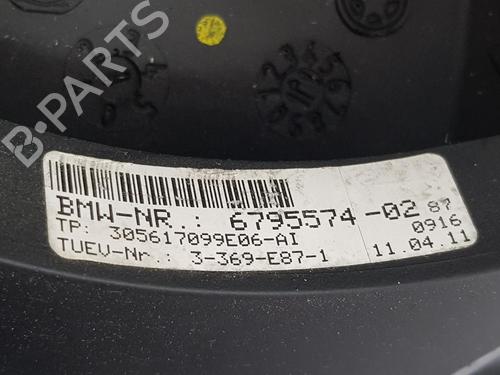 B-PARTS
BMW-NR.: 6795574-02 87
TP: 305617099E06-AI 0916
TUEV-Nr.: 3-369-E87-1 11.04.11